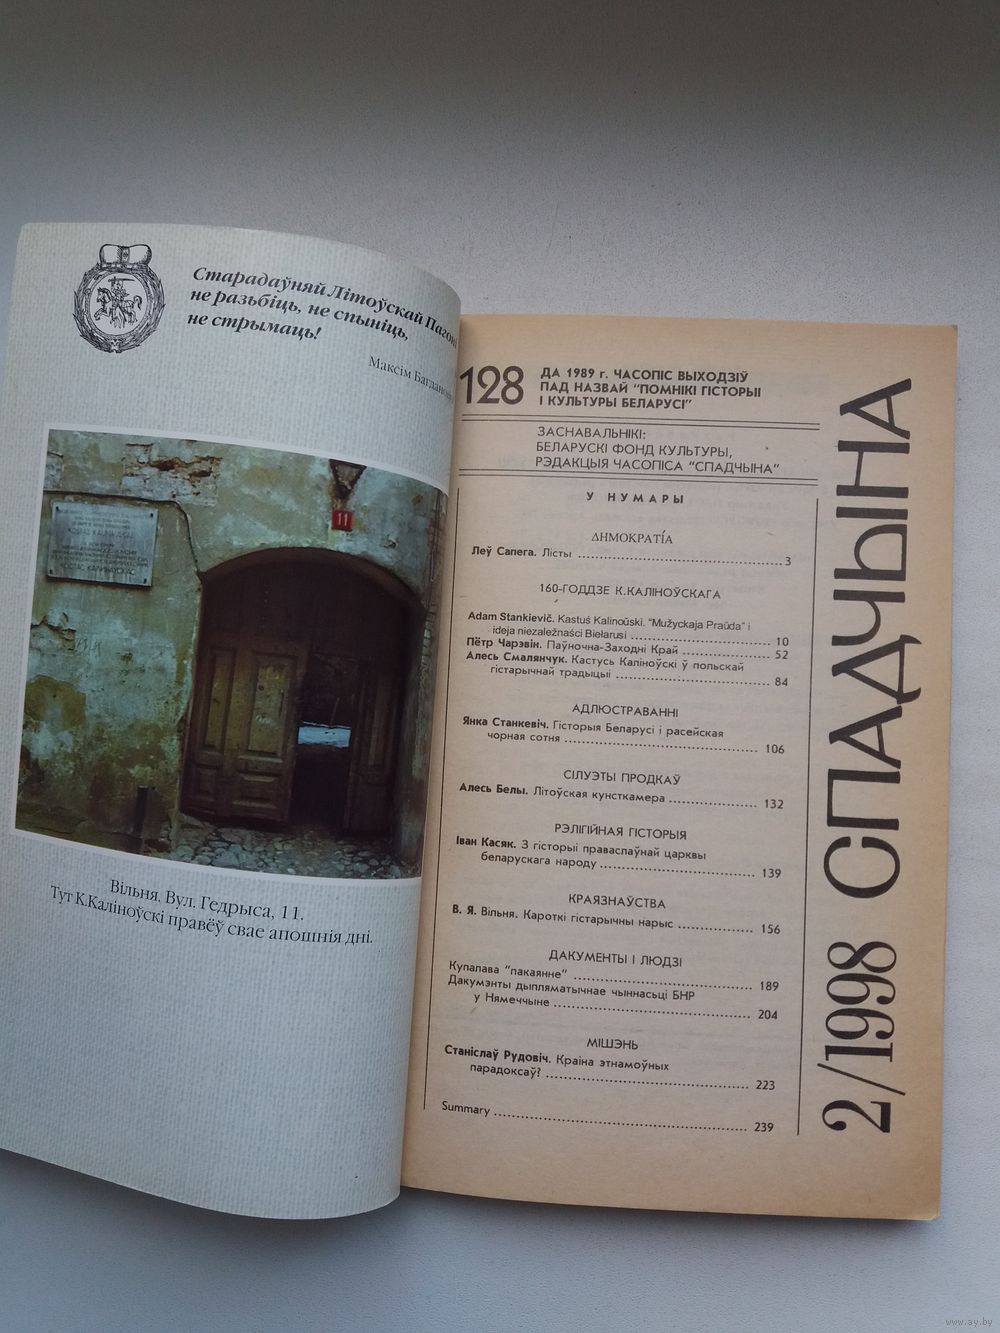 Старадаўняй Літоўскай Пагоні
не разьбіць, не спыніць,
не стрымаць!
Максім Багдановіч
11
КАЛИНАУСКАС
Вільня. Вул. Гедрыса, 11.
Тут К.Каліноўскі правёў свае апошнія дні.
128
ДА 1989 г. ЧАСОПІС ВЫХОДЗІЎ
ПАД НАЗВАЙ "ПОМНІКІ ГІСТОРЫІ
І КУЛЬТУРЫ БЕЛАРУСІ"
ЗАСНАВАЛЬНІКІ:
БЕЛАРУСКІ ФОНД КУЛЬТУРЫ,
РЭДАКЦЫЯ ЧАСОПІСА "СПАДЧЫНА"
У НУМАРЫ
ΔΗΜΟΚΡΑΤΊΑ
Леў Сапега. Лісты 3
160-ГОДДЗЕ К.КАЛІНОЎСКАГА
Adam Stankievič. Kastuś Kalinoŭski. "Mužyckaja Praŭda" i
ideja niezaležnaści Biełarusi 10
Пётр Чарэвін. Паўночна-Заходні Край 52
Алесь Смалянчук. Кастусь Каліноўскі ў польскай
гістарычнай традыцыі 84
АДЛЮСТРАВАННІ
Янка Станкевіч. Гісторыя Беларусі і расейская
чорная сотня 106
СІЛУЭТЫ ПРОДКАЎ
Алесь Белы. Літоўская кунсткамера 132
РЭЛІГІЙНАЯ ГІСТОРЫЯ
Іван Касяк. З гісторыі праваслаўнай царквы
беларускага народу 139
КРАЯЗНАЎСТВА
В. Я. Вільня. Кароткі гістарычны нарыс 156
ДАКУМЕНТЫ І ЛЮДЗІ
Купалава "пакаянне" 189
Дакумэнты дыпляматычнае чыннасьці БНР
у Нямеччыне 204
МІШЭНЬ
Станіслаў Рудовіч. Краіна этнамоўных
парадоксаў? 223
Summary 239
2/1998 СПАДЧЫНА
www.ay.by